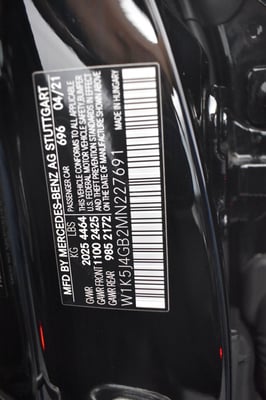 MFD BY MERCEDES-BENZ AG STUTTGART
PASSENGER CAR 696 04/21
KG LBS THIS VEHICLE CONFORMS TO ALL APPLICABLE
GVWR 2025 4464 U.S. FEDERAL MOTOR VEHICLE SAFETY, BUMPER
GAWR FRONT 1100 2425 AND THEFT PREVENTION STANDARDS IN EFFECT
GAWR REAR 985 2172 ON THE DATE OF MANUFACTURE SHOWN ABOVE
MADE IN HUNGARY
W1K5J4GB2MN227691